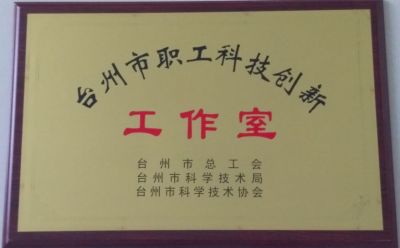 台州市职工科技创新
工作室
台州市总工会
台州市科学技术局
台州市科学技术协会